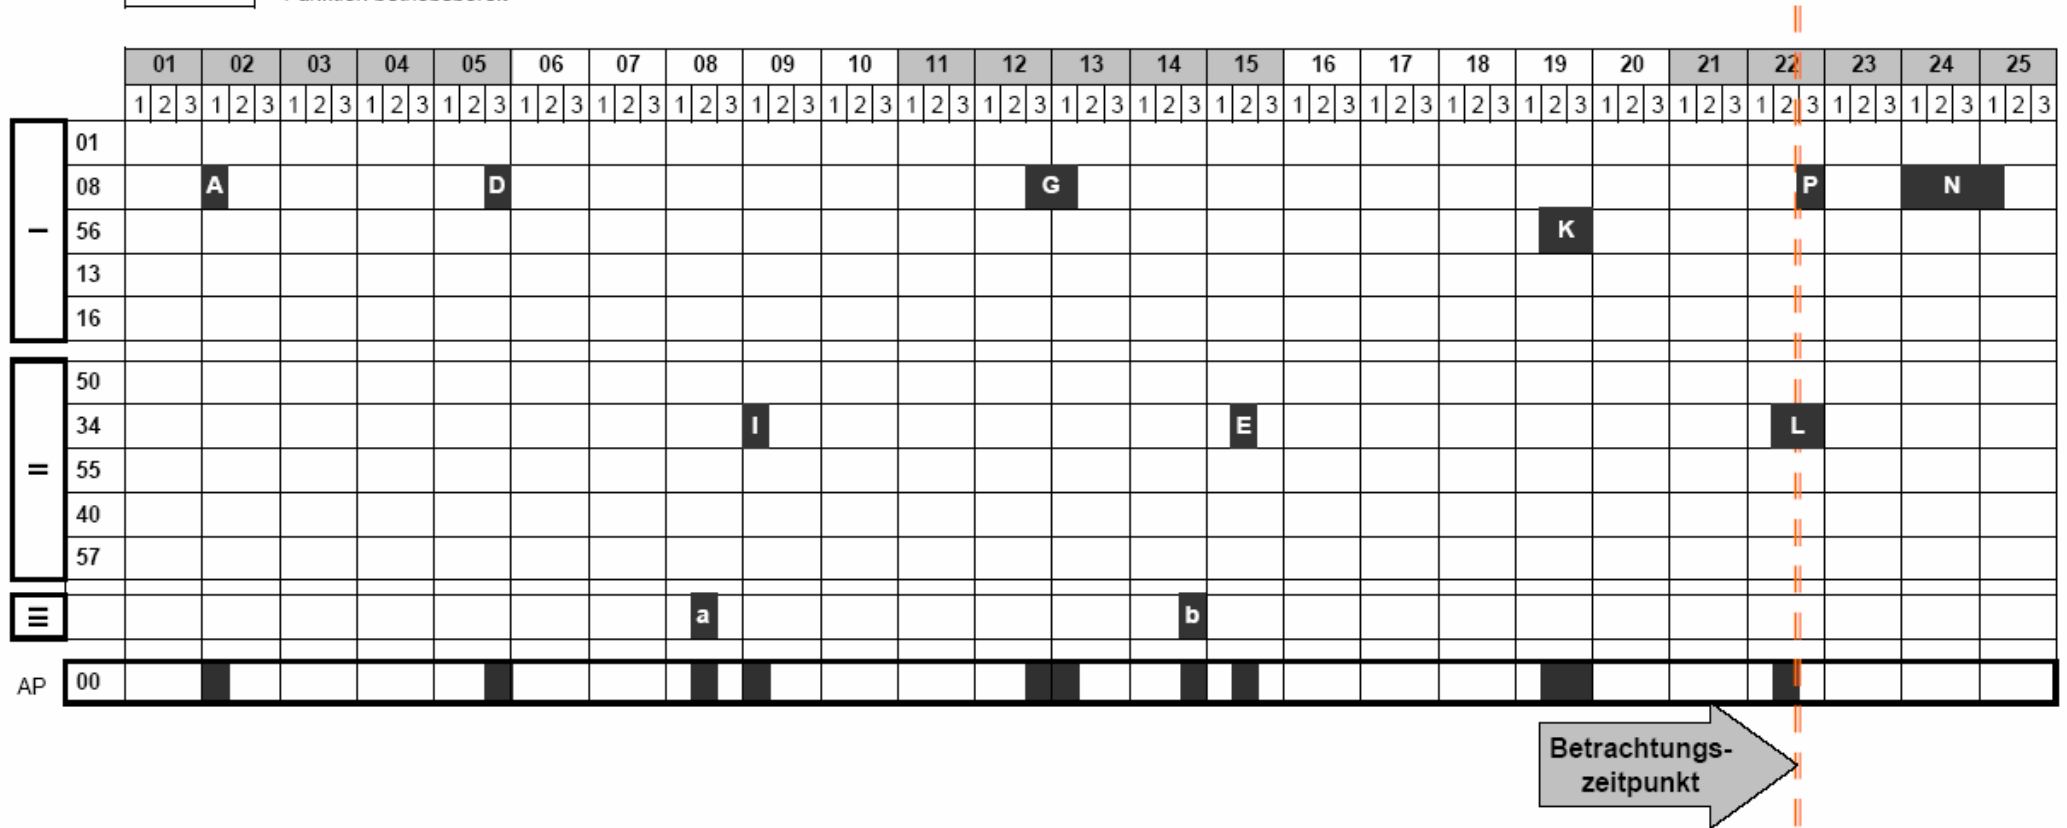 01 02 03 04 05 06 07 08 09 10 11 12 13 14 15 16 17 18 19 20 21 22 23 24 25
1 2 3 1 2 3 1 2 3 1 2 3 1 2 3 1 2 3 1 2 3 1 2 3 1 2 3 1 2 3 1 2 3 1 2 3 1 2 3 1 2 3 1 2 3 1 2 3 1 2 3 1 2 3 1 2 3 1 2 3 1 2 3 1 2 3 1 2 3 1 2 3 1 2 3
01
08 A D G P N
I 56 K
13
16
50
34 I E L
II 55
40
57
III a b
AP 00
Betrachtungs-
zeitpunkt